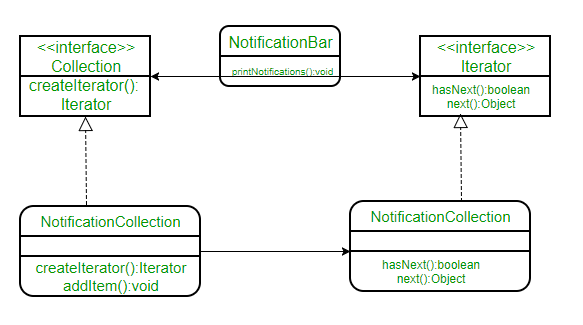 <<interface>>
Collection
createIterator():
Iterator
NotificationBar
printNotifications():void
<<interface>>
Iterator
hasNext():boolean
next():Object
NotificationCollection
createIterator():Iterator
addItem():void
NotificationCollection
hasNext():boolean
next():Object